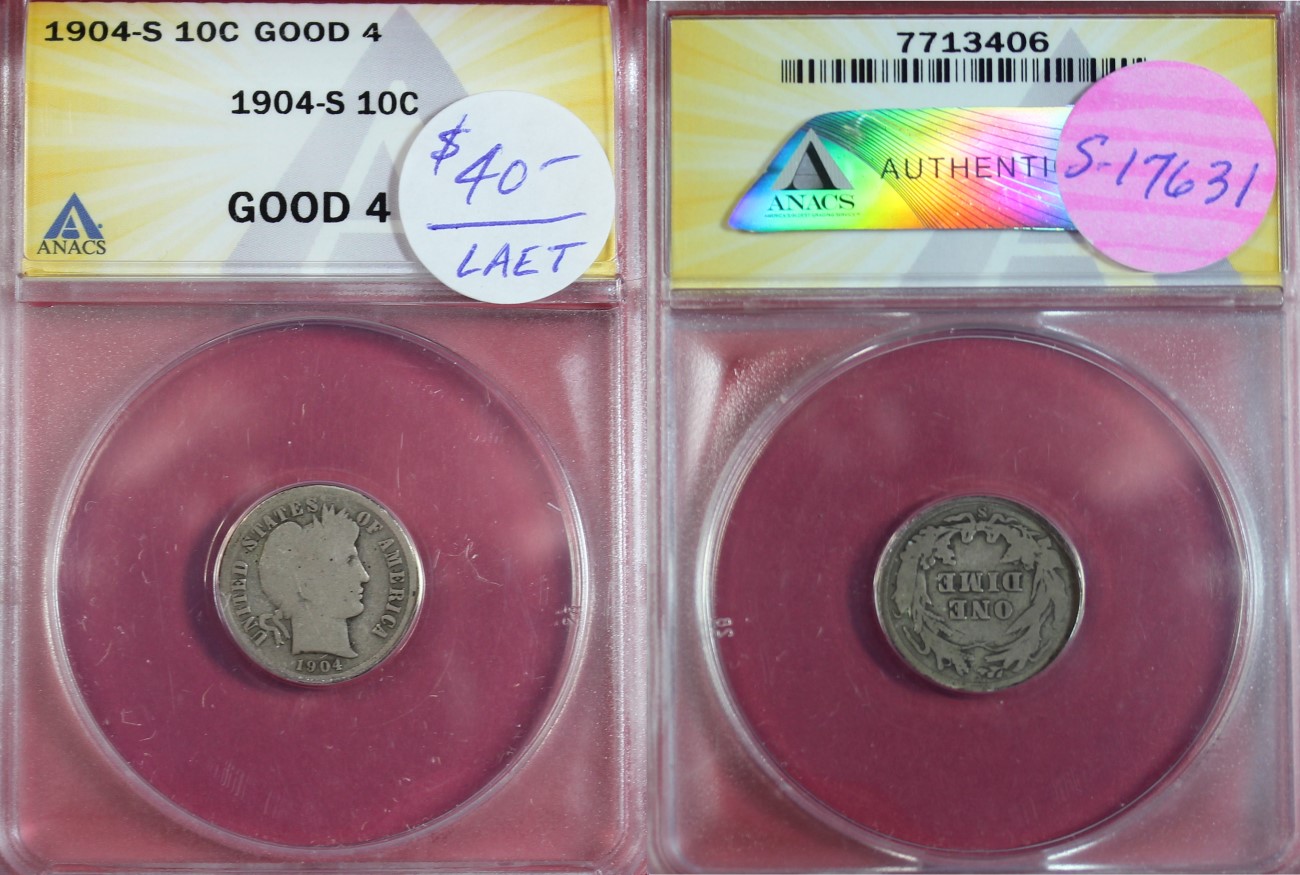 1904-S 10C GOOD 4
1904-S 10C
GOOD 4
ANACS
$40-
LAET
UNITED STATES OF AMERICA
1904
7713406
ANACS
AUTHENTI
S-17631
S
ONE
DIME